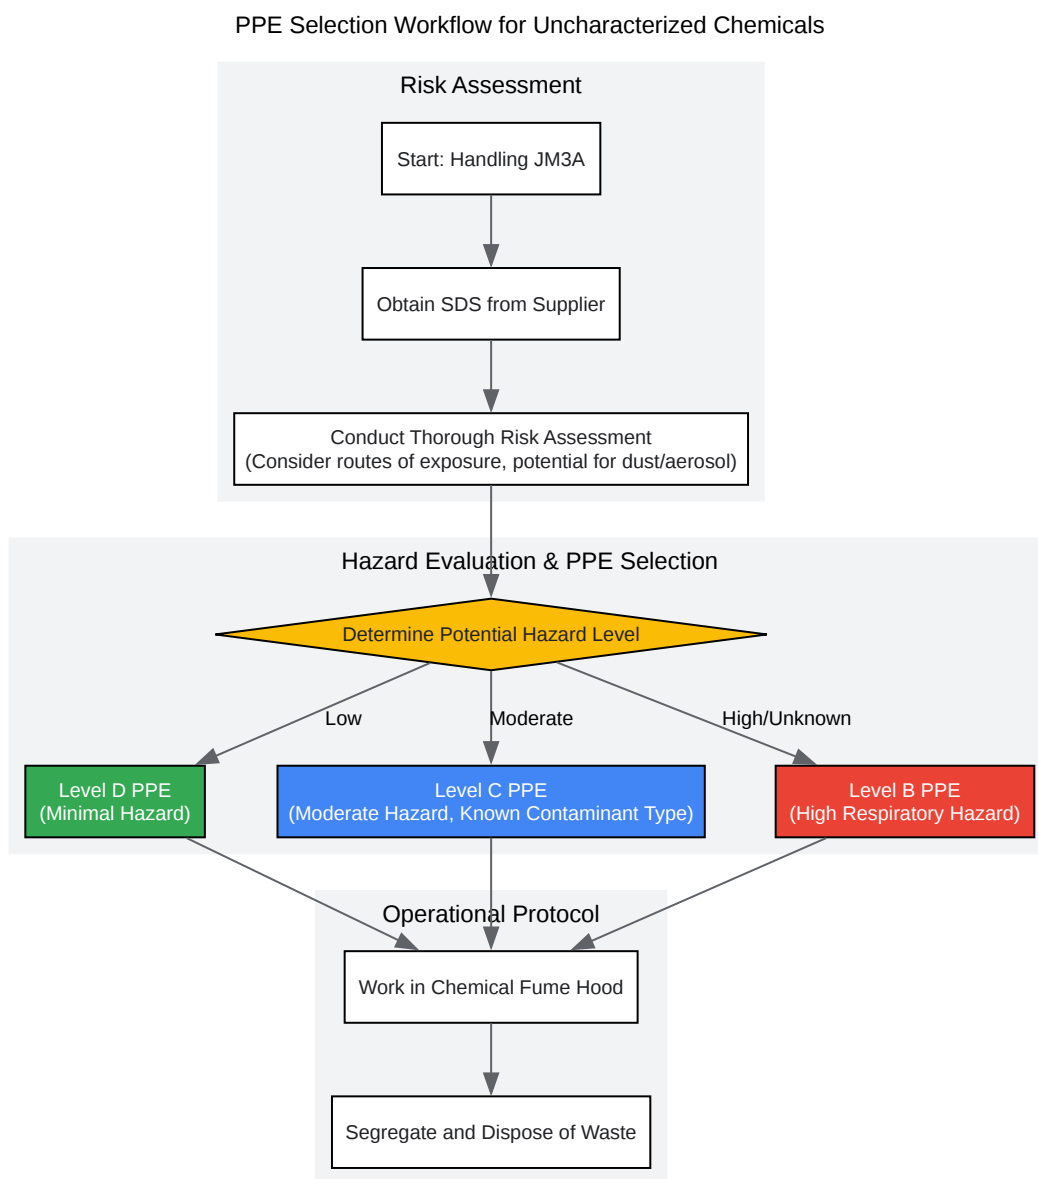 PPE Selection Workflow for Uncharacterized Chemicals
Risk Assessment
Start: Handling JM3A
Obtain SDS from Supplier
Conduct Thorough Risk Assessment
(Consider routes of exposure, potential for dust/aerosol)
Hazard Evaluation & PPE Selection
Determine Potential Hazard Level
Low
Moderate
High/Unknown
Level D PPE
(Minimal Hazard)
Level C PPE
(Moderate Hazard, Known Contaminant Type)
Level B PPE
(High Respiratory Hazard)
Operational Protocol
Work in Chemical Fume Hood
Segregate and Dispose of Waste